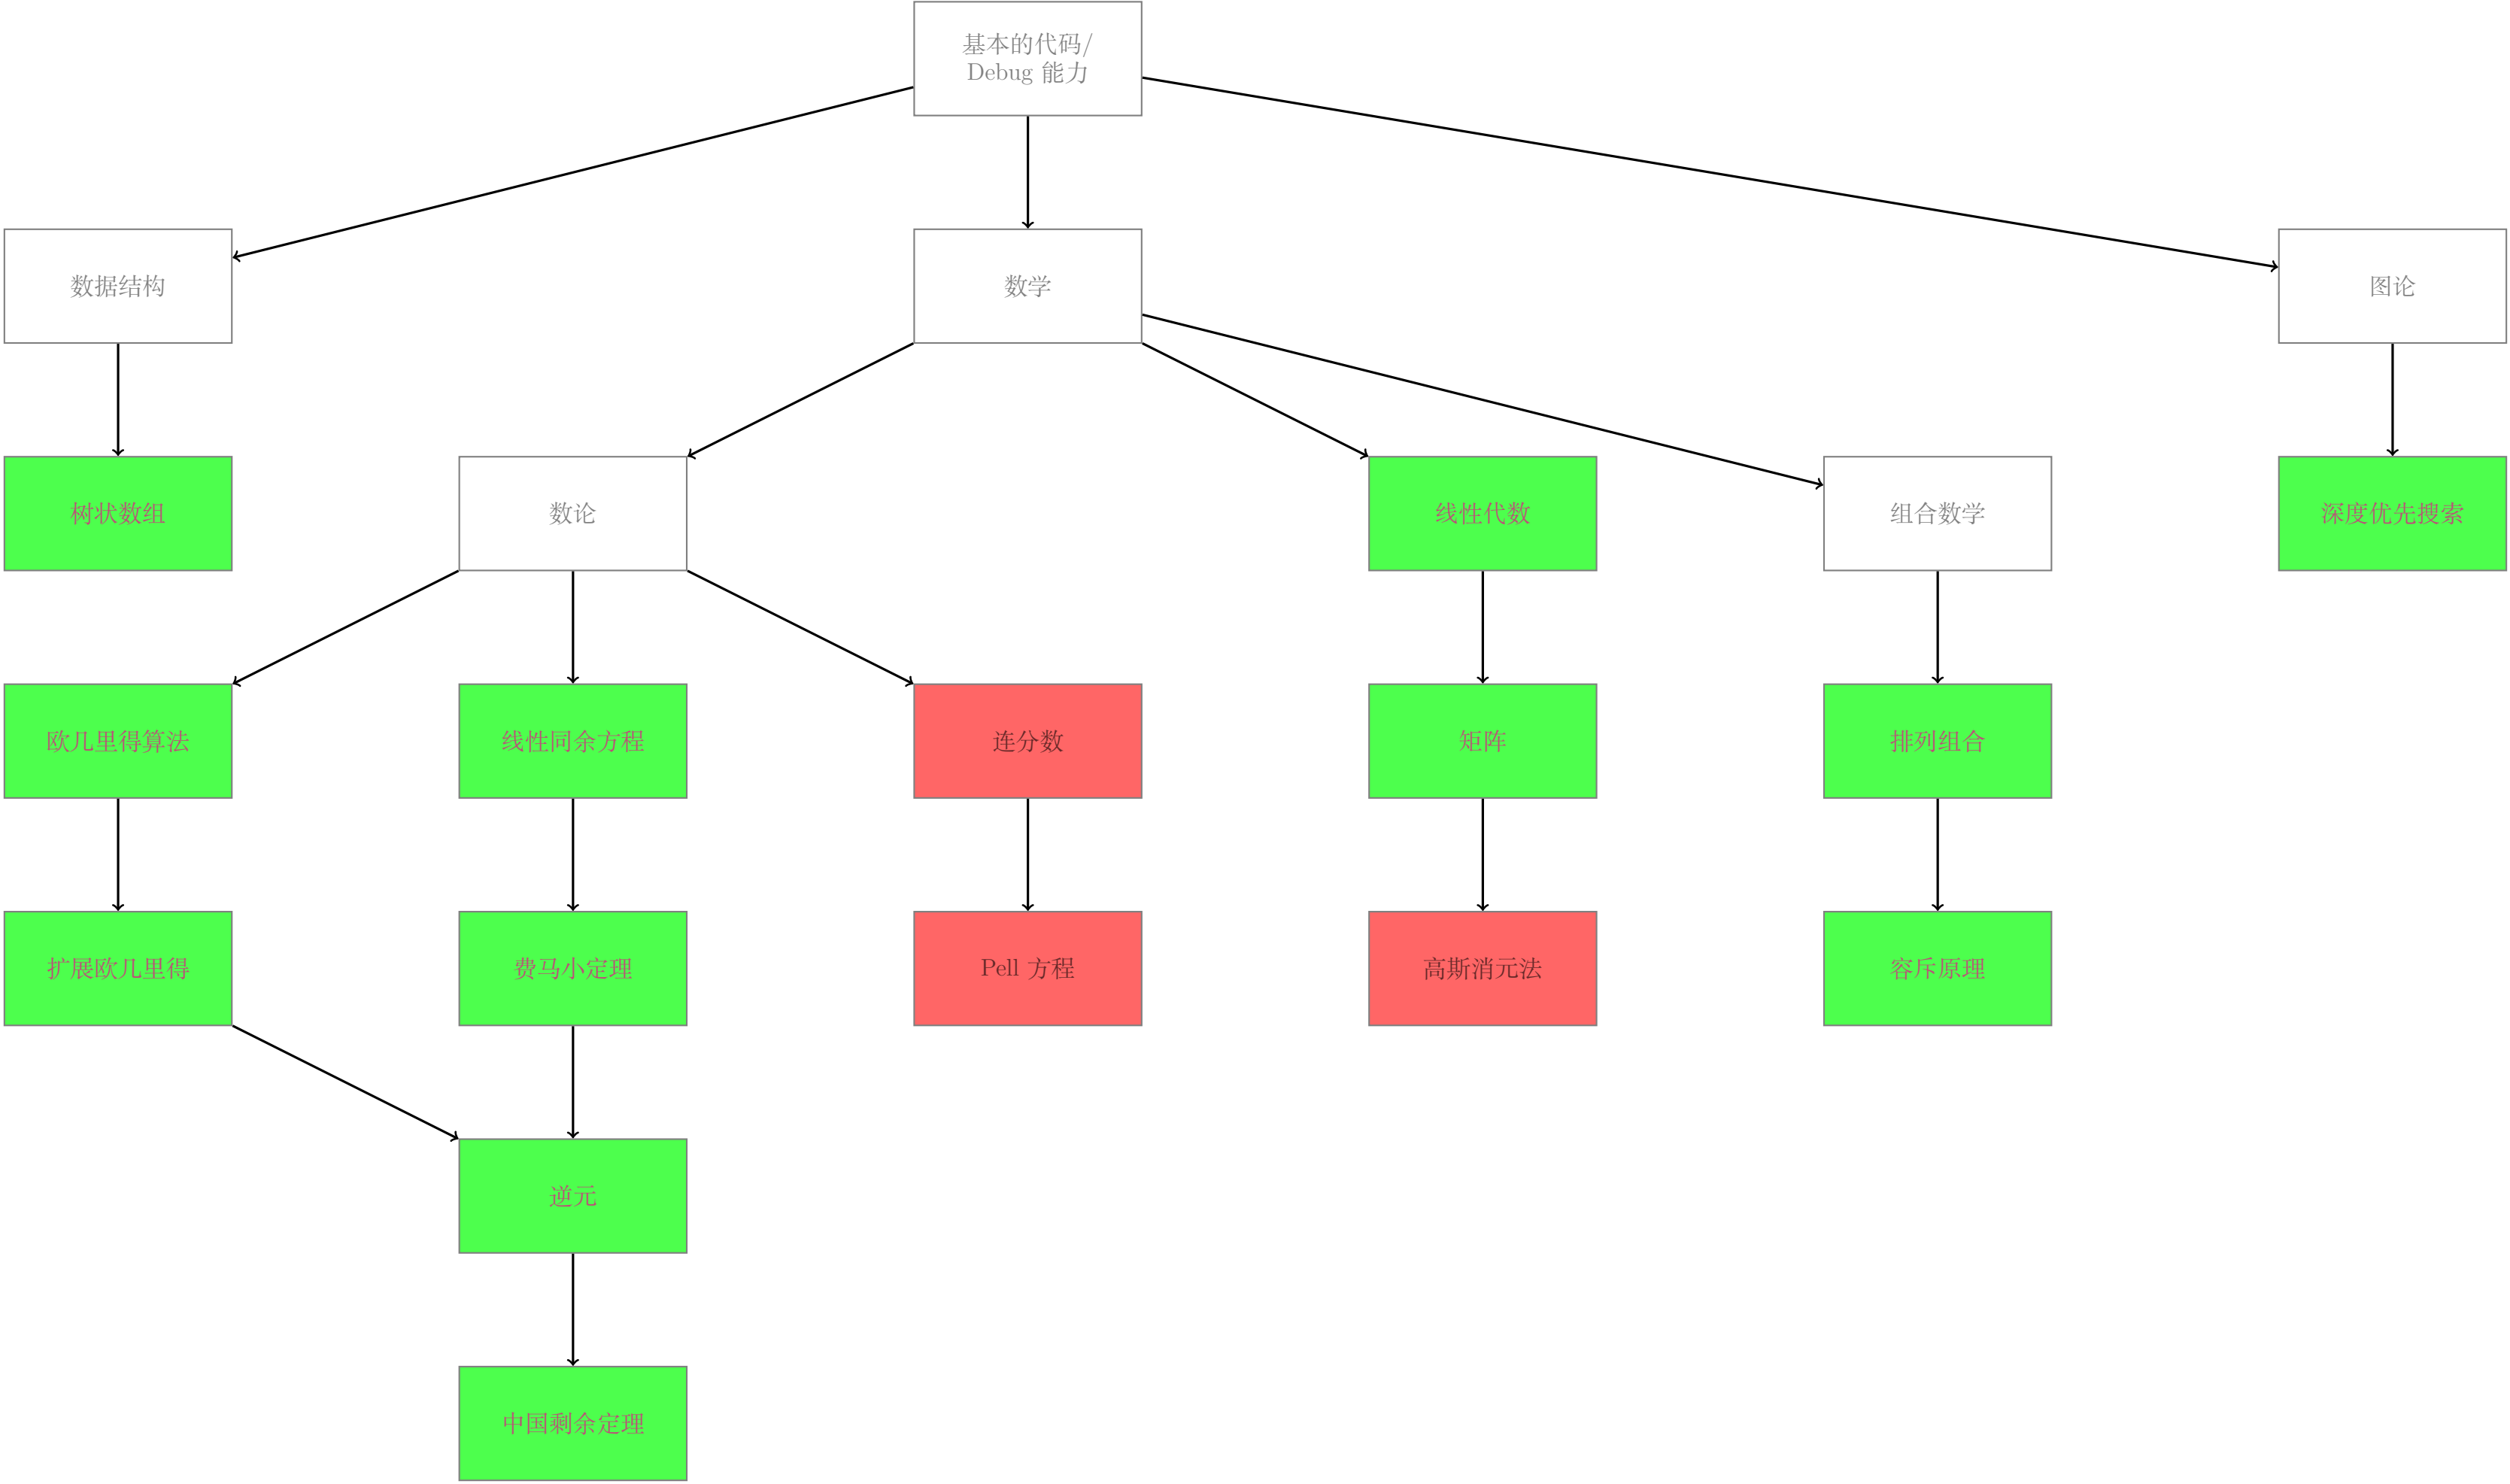 基本的代码/
Debug 能力
数据结构
数学
图论
树状数组
数论
线性代数
组合数学
深度优先搜索
欧几里得算法
线性同余方程
连分数
矩阵
排列组合
扩展欧几里得
费马小定理
Pell 方程
高斯消元法
容斥原理
逆元
中国剩余定理